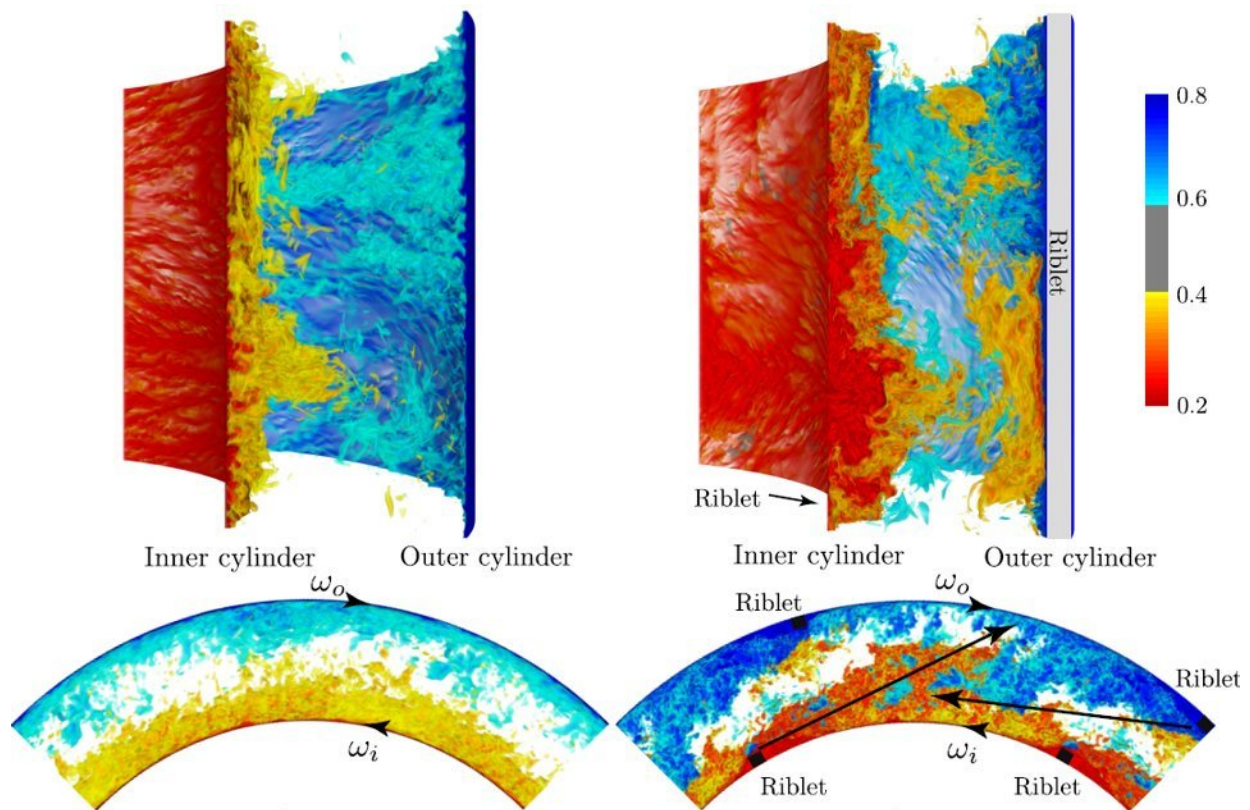 0.8
0.6
Riblet
0.4
0.2
Riblet
Inner cylinder
Outer cylinder
Inner cylinder
Outer cylinder
ω_o
ω_o
Riblet
Riblet
ω_i
ω_i
Riblet
Riblet